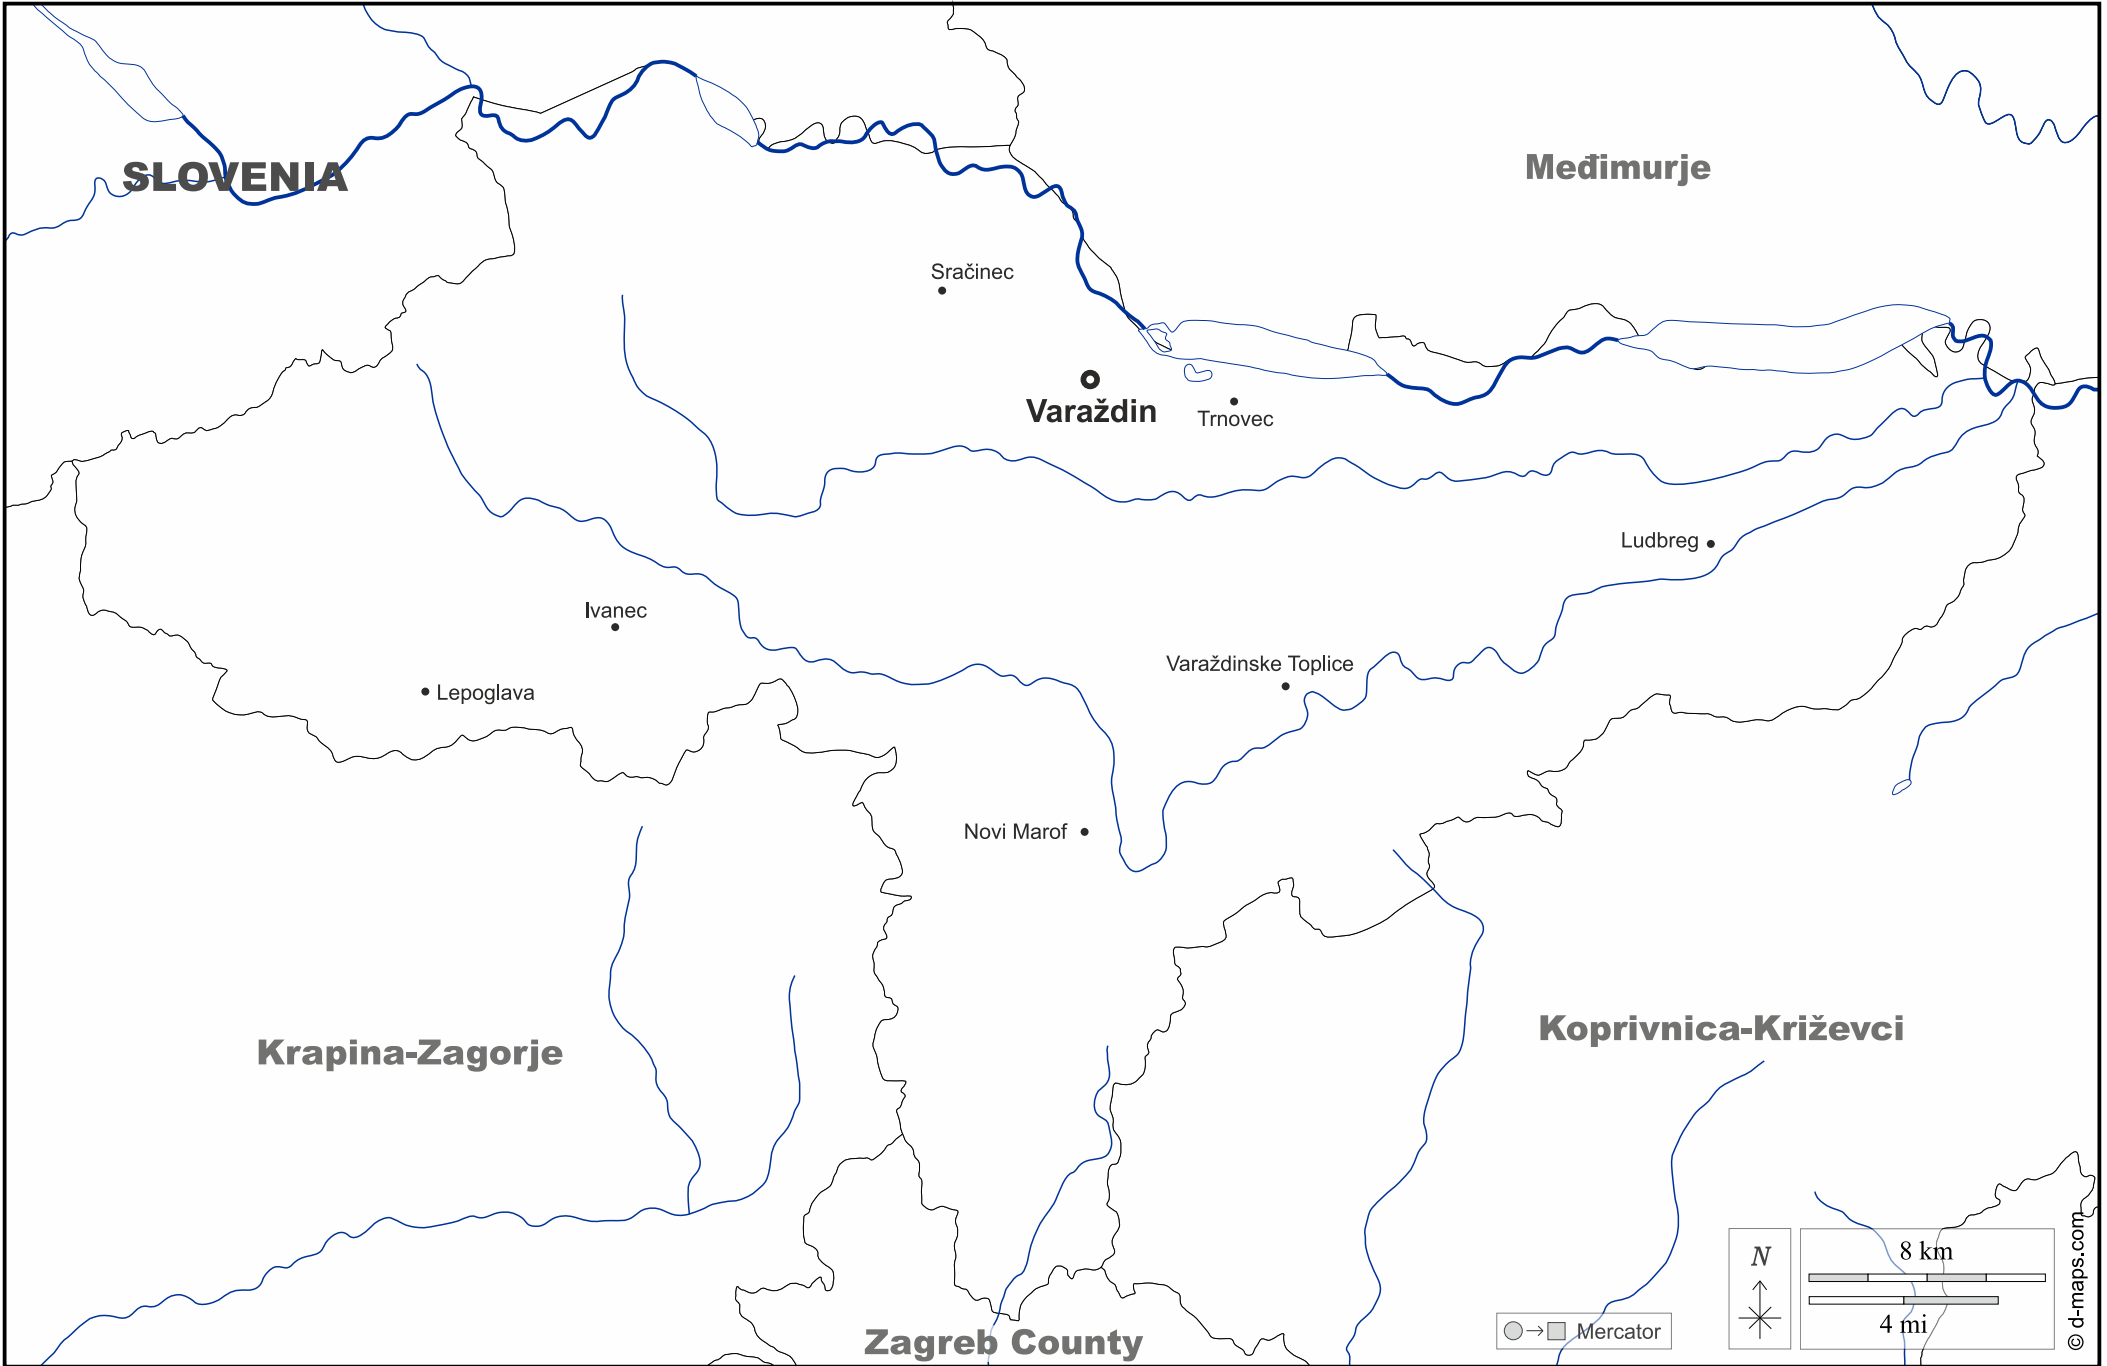 SLOVENIA
Međimurje
Sračinec
Varaždin
Trnovec
Ludbreg
Ivanec
Varaždinske Toplice
Lepoglava
Novi Marof
Koprivnica-Križevci
Krapina-Zagorje
Zagreb County
Mercator
N
8 km
4 mi
© d-maps.com